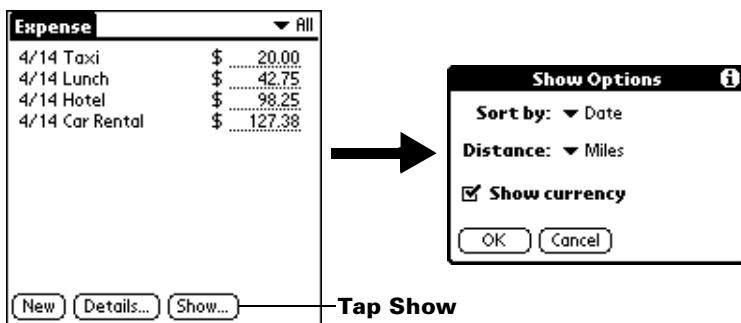 Expense
All
4/14 Taxi $ 20.00
4/14 Lunch $ 42.75
4/14 Hotel $ 98.25
4/14 Car Rental $ 127.38
New Details... Show...
Tap Show
Show Options
Sort by: Date
Distance: Miles
Show currency
OK Cancel